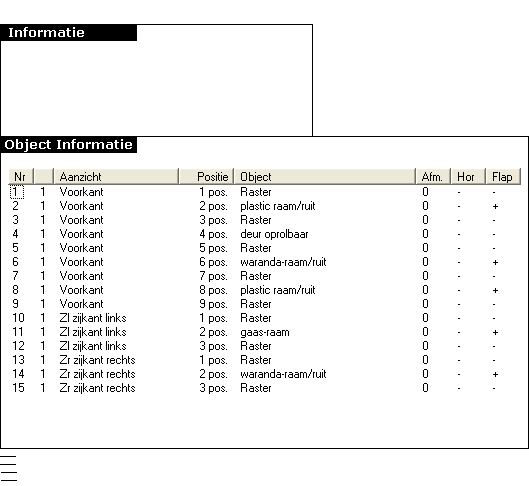 Informatie
Object Informatie
Nr Aanzicht Positie Object Afm. Hor Flap
1 1 Voorkant 1 pos. Raster 0 - -
2 1 Voorkant 2 pos. plastic raam/ruit 0 - +
3 1 Voorkant 3 pos. Raster 0 - -
4 1 Voorkant 4 pos. deur oprolbaar 0 - -
5 1 Voorkant 5 pos. Raster 0 - -
6 1 Voorkant 6 pos. waranda-raam/ruit 0 - +
7 1 Voorkant 7 pos. Raster 0 - -
8 1 Voorkant 8 pos. plastic raam/ruit 0 - +
9 1 Voorkant 9 pos. Raster 0 - -
10 1 Zl zijkant links 1 pos. Raster 0 - -
11 1 Zl zijkant links 2 pos. gaas-raam 0 - +
12 1 Zl zijkant links 3 pos. Raster 0 - -
13 1 Zr zijkant rechts 1 pos. Raster 0 - -
14 1 Zr zijkant rechts 2 pos. waranda-raam/ruit 0 - +
15 1 Zr zijkant rechts 3 pos. Raster 0 - -